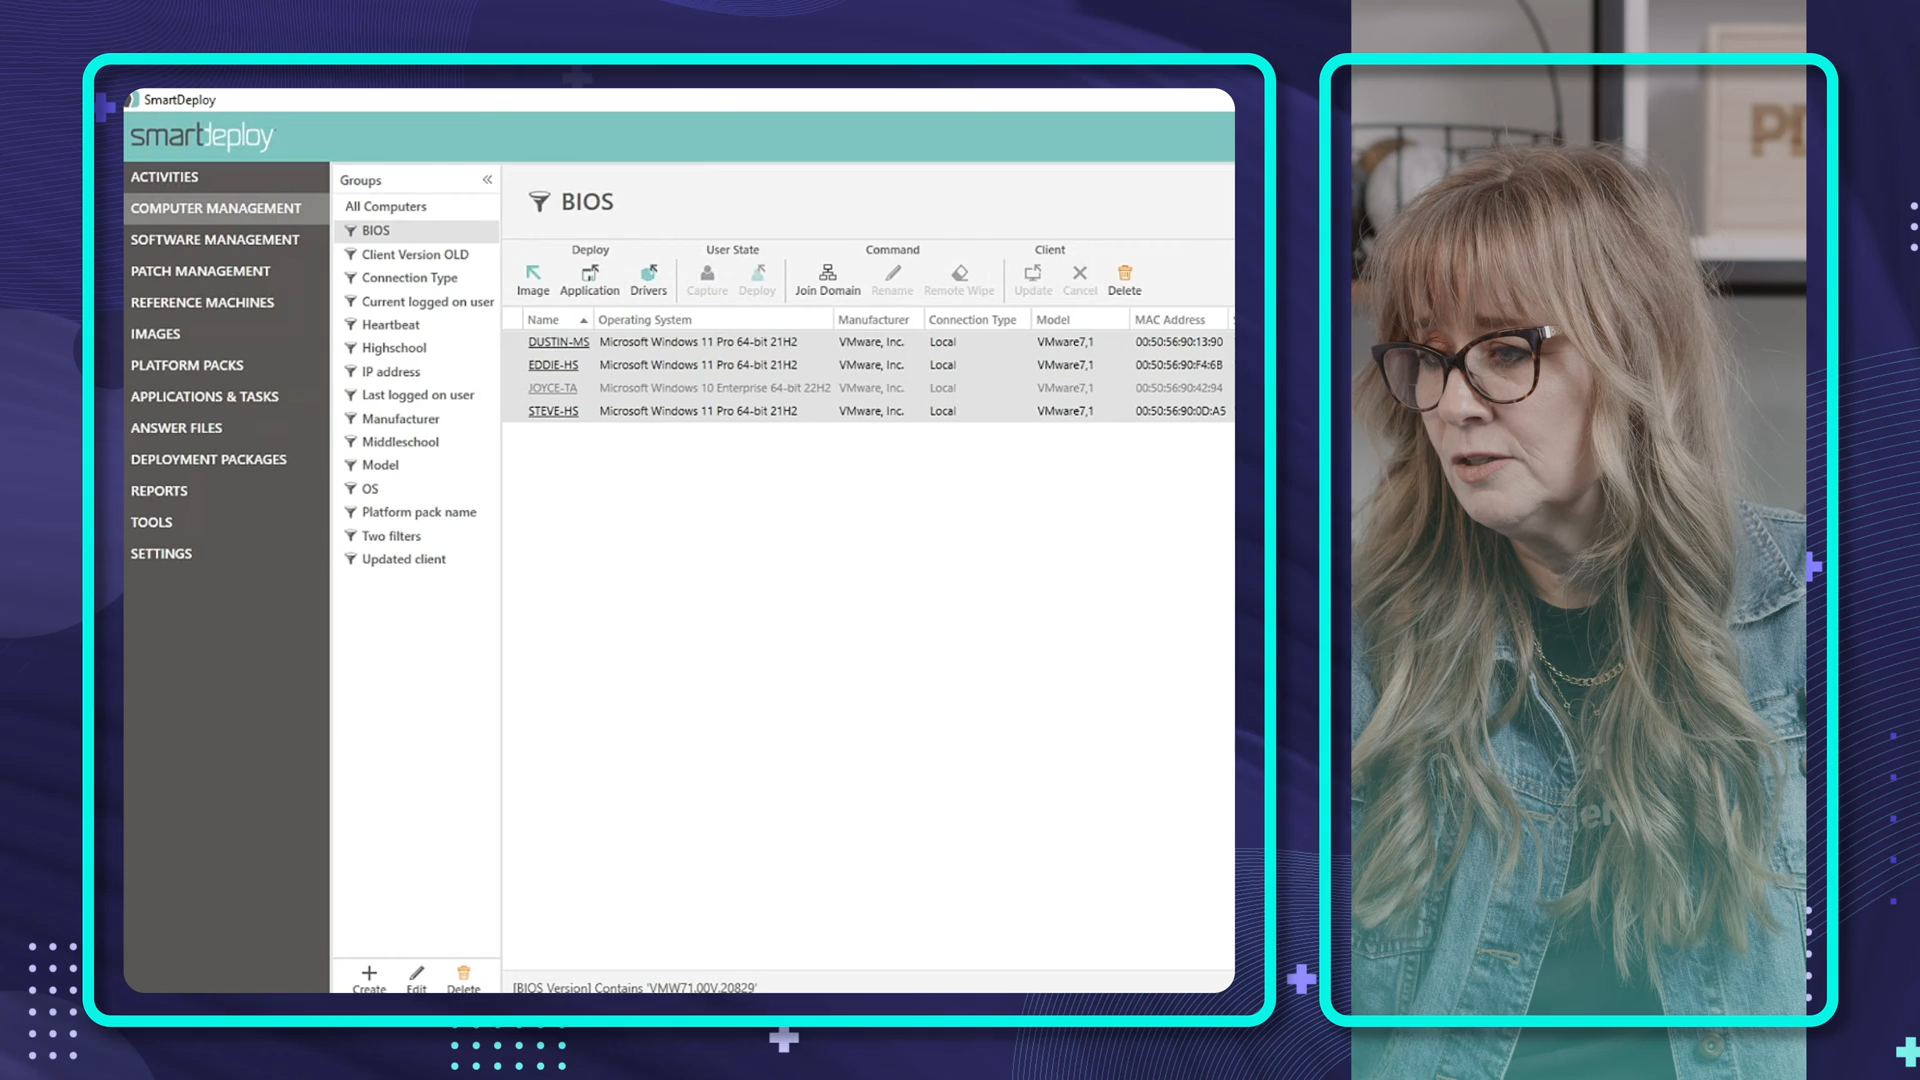 SmartDeploy
smartdeploy
ACTIVITIES
COMPUTER MANAGEMENT
SOFTWARE MANAGEMENT
PATCH MANAGEMENT
REFERENCE MACHINES
IMAGES
PLATFORM PACKS
APPLICATIONS & TASKS
ANSWER FILES
DEPLOYMENT PACKAGES
REPORTS
TOOLS
SETTINGS
Groups
All Computers
BIOS
Client Version OLD
Connection Type
Current logged on user
Heartbeat
Highschool
IP address
Last logged on user
Manufacturer
Middleschool
Model
OS
Platform pack name
Two filters
Updated client
Create Edit Delete
BIOS
Deploy User State Command Client
Image Application Drivers Capture Deploy Join Domain Rename Remote Wipe Update Cancel Delete
Name Operating System Manufacturer Connection Type Model MAC Address
DUSTIN-MS Microsoft Windows 11 Pro 64-bit 21H2 VMware, Inc. Local VMware7,1 00:50:56:90:13:90
EDDIE-HS Microsoft Windows 11 Pro 64-bit 21H2 VMware, Inc. Local VMware7,1 00:50:56:90:F4:6B
JOYCE-TA Microsoft Windows 10 Enterprise 64-bit 22H2 VMware, Inc. Local VMware7,1 00:50:56:90:42:94
STEVE-HS Microsoft Windows 11 Pro 64-bit 21H2 VMware, Inc. Local VMware7,1 00:50:56:90:0D:A5
[BIOS Version] Contains 'VMW71.00V.20829'